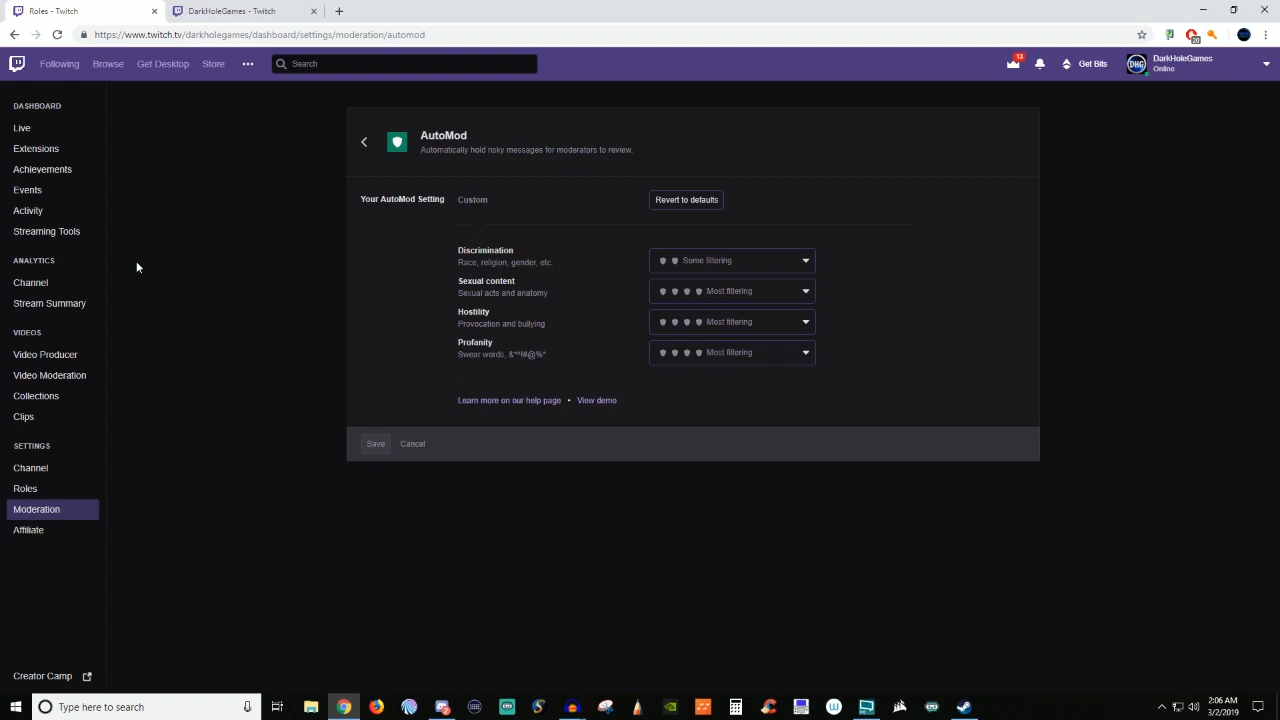 Roles - Twitch
DarkHoleGames - Twitch
https://www.twitch.tv/darkholegames/dashboard/settings/moderation/automod
20
Following Browse Get Desktop Store ••• Search 13 Get Bits DHG DarkHoleGames
Online
DASHBOARD
Live
Extensions
Achievements
Events
Activity
Streaming Tools
ANALYTICS
Channel
Stream Summary
VIDEOS
Video Producer
Video Moderation
Collections
Clips
SETTINGS
Channel
Roles
Moderation
Affiliate
Creator Camp
AutoMod
Automatically hold risky messages for moderators to review.
Your AutoMod Setting Custom Revert to defaults
Discrimination
Race, religion, gender, etc.
Some filtering
Sexual content
Sexual acts and anatomy
Most filtering
Hostility
Provocation and bullying
Most filtering
Profanity
Swear words, &*^!#@%*
Most filtering
Learn more on our help page • View demo
Save Cancel
Type here to search
2:06 AM
3/2/2019